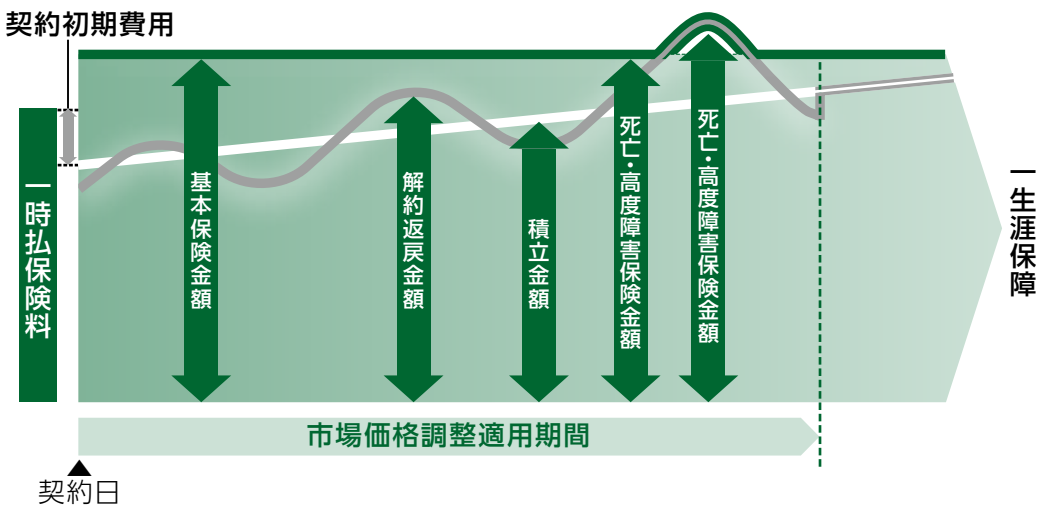 契約初期費用
一時払保険料
基本保険金額
解約返戻金額
積立金額
死亡・高度障害保険金額
死亡・高度障害保険金額
一生涯保障
市場価格調整適用期間
契約日